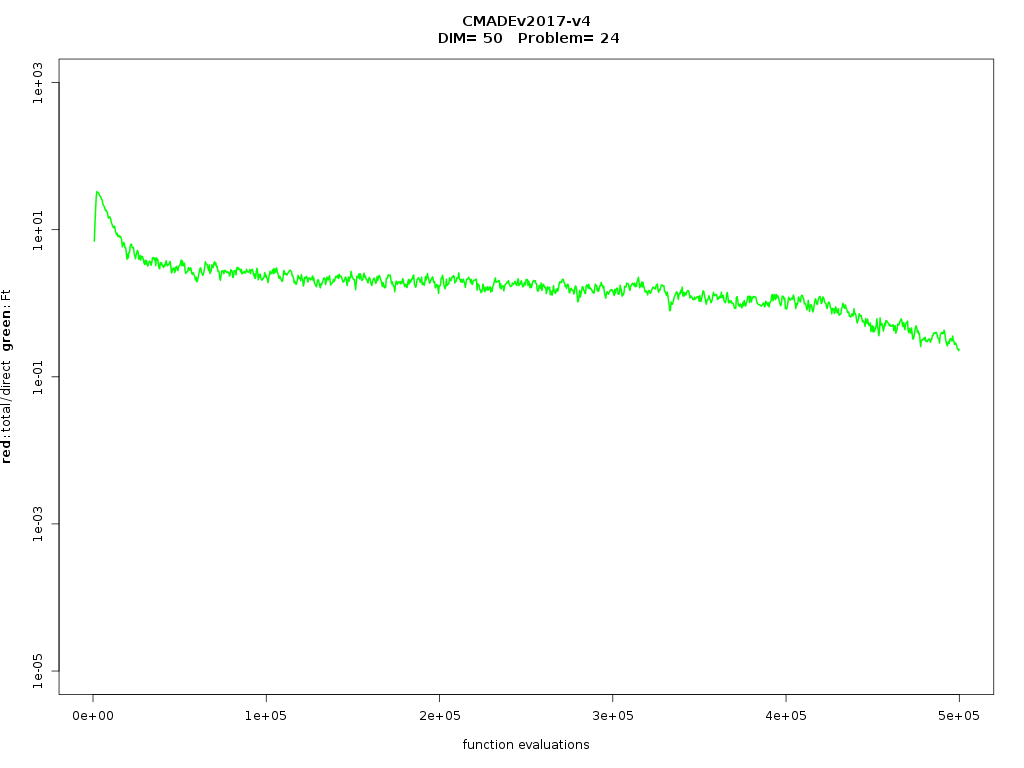 CMADEv2017-v4
DIM= 50   Problem= 24
red:total/direct  green:Ft
1e+03
1e+01
1e-01
1e-03
1e-05
0e+00
1e+05
2e+05
3e+05
4e+05
5e+05
function evaluations